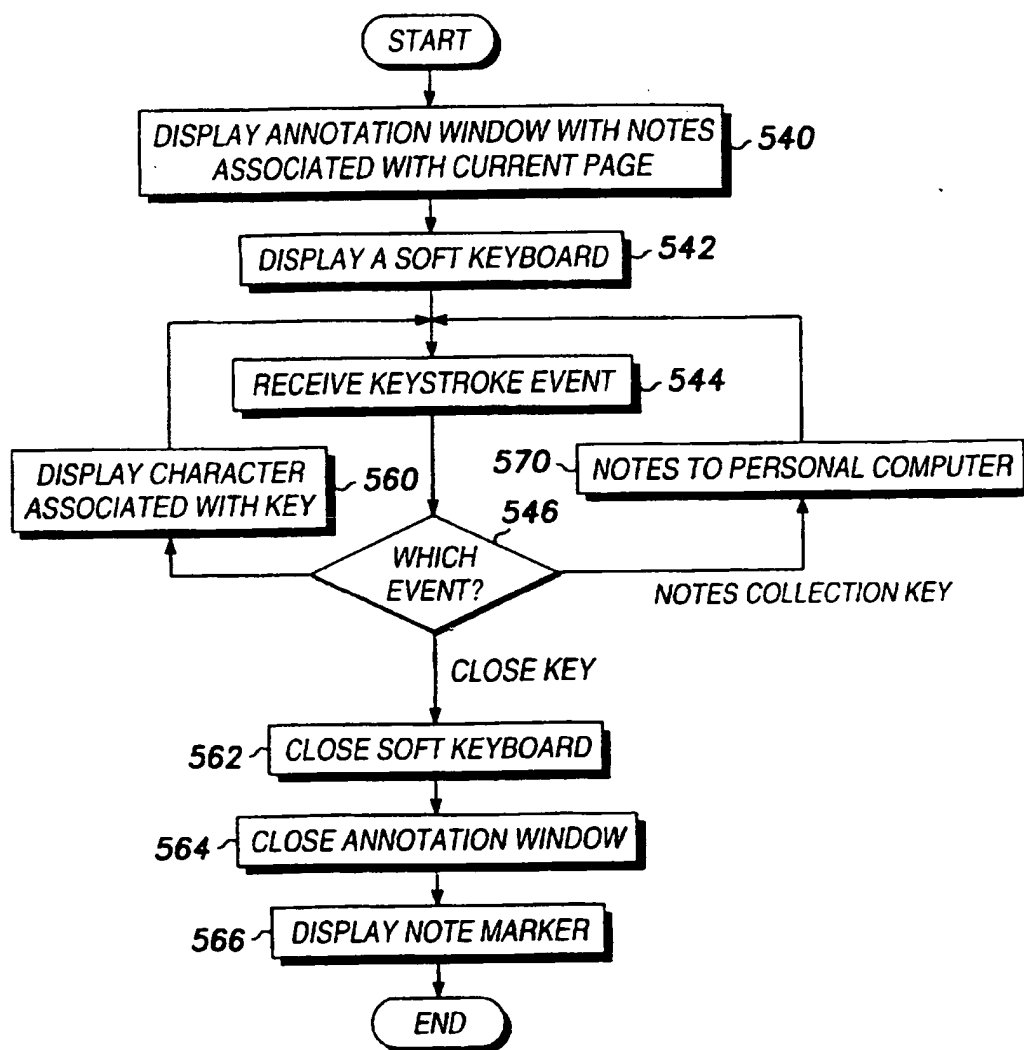 START
DISPLAY ANNOTATION WINDOW WITH NOTES
ASSOCIATED WITH CURRENT PAGE
540
DISPLAY A SOFT KEYBOARD
542
RECEIVE KEYSTROKE EVENT
544
DISPLAY CHARACTER
ASSOCIATED WITH KEY
560
570
NOTES TO PERSONAL COMPUTER
546
WHICH
EVENT?
NOTES COLLECTION KEY
CLOSE KEY
562
CLOSE SOFT KEYBOARD
564
CLOSE ANNOTATION WINDOW
566
DISPLAY NOTE MARKER
END